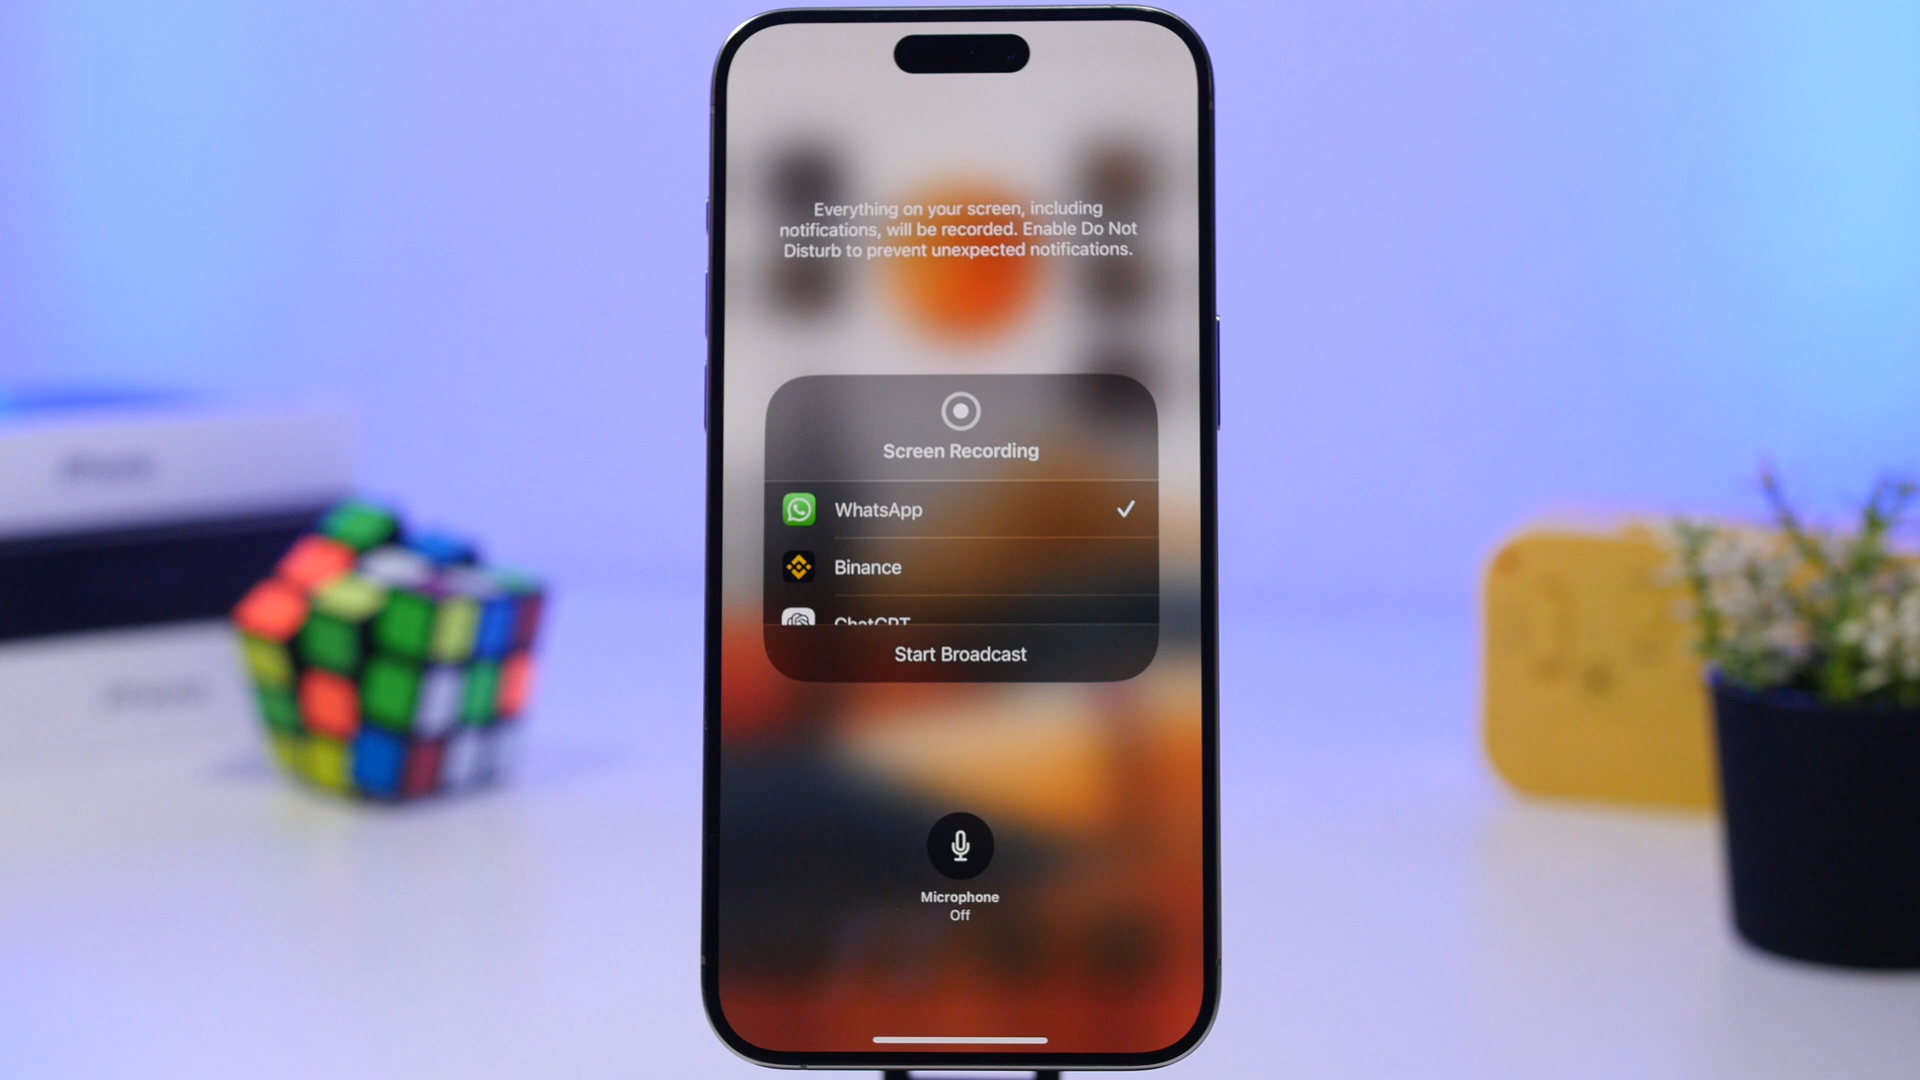 Everything on your screen, including
notifications, will be recorded. Enable Do Not
Disturb to prevent unexpected notifications.
Screen Recording
WhatsApp
Binance
ChatGPT
Start Broadcast
Microphone
Off